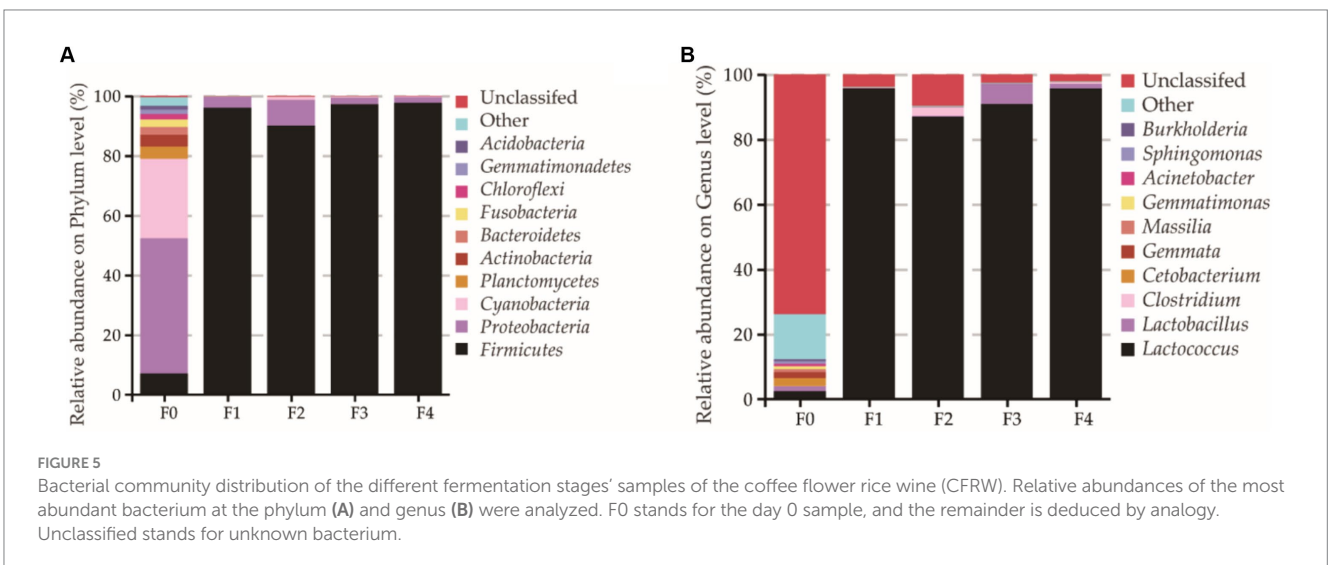 A
Relative abundance on Phylum level (%)
100
80
60
40
20
0
F0 F1 F2 F3 F4
Unclassifed
Other
Acidobacteria
Gemmatimonadetes
Chloroflexi
Fusobacteria
Bacteroidetes
Actinobacteria
Planctomycetes
Cyanobacteria
Proteobacteria
Firmicutes
B
Relative abundance on Genus level (%)
100
80
60
40
20
0
F0 F1 F2 F3 F4
Unclassifed
Other
Burkholderia
Sphingomonas
Acinetobacter
Gemmatimonas
Massilia
Gemmata
Cetobacterium
Clostridium
Lactobacillus
Lactococcus
FIGURE 5
Bacterial community distribution of the different fermentation stages’ samples of the coffee flower rice wine (CFRW). Relative abundances of the most
abundant bacterium at the phylum (A) and genus (B) were analyzed. F0 stands for the day 0 sample, and the remainder is deduced by analogy.
Unclassified stands for unknown bacterium.